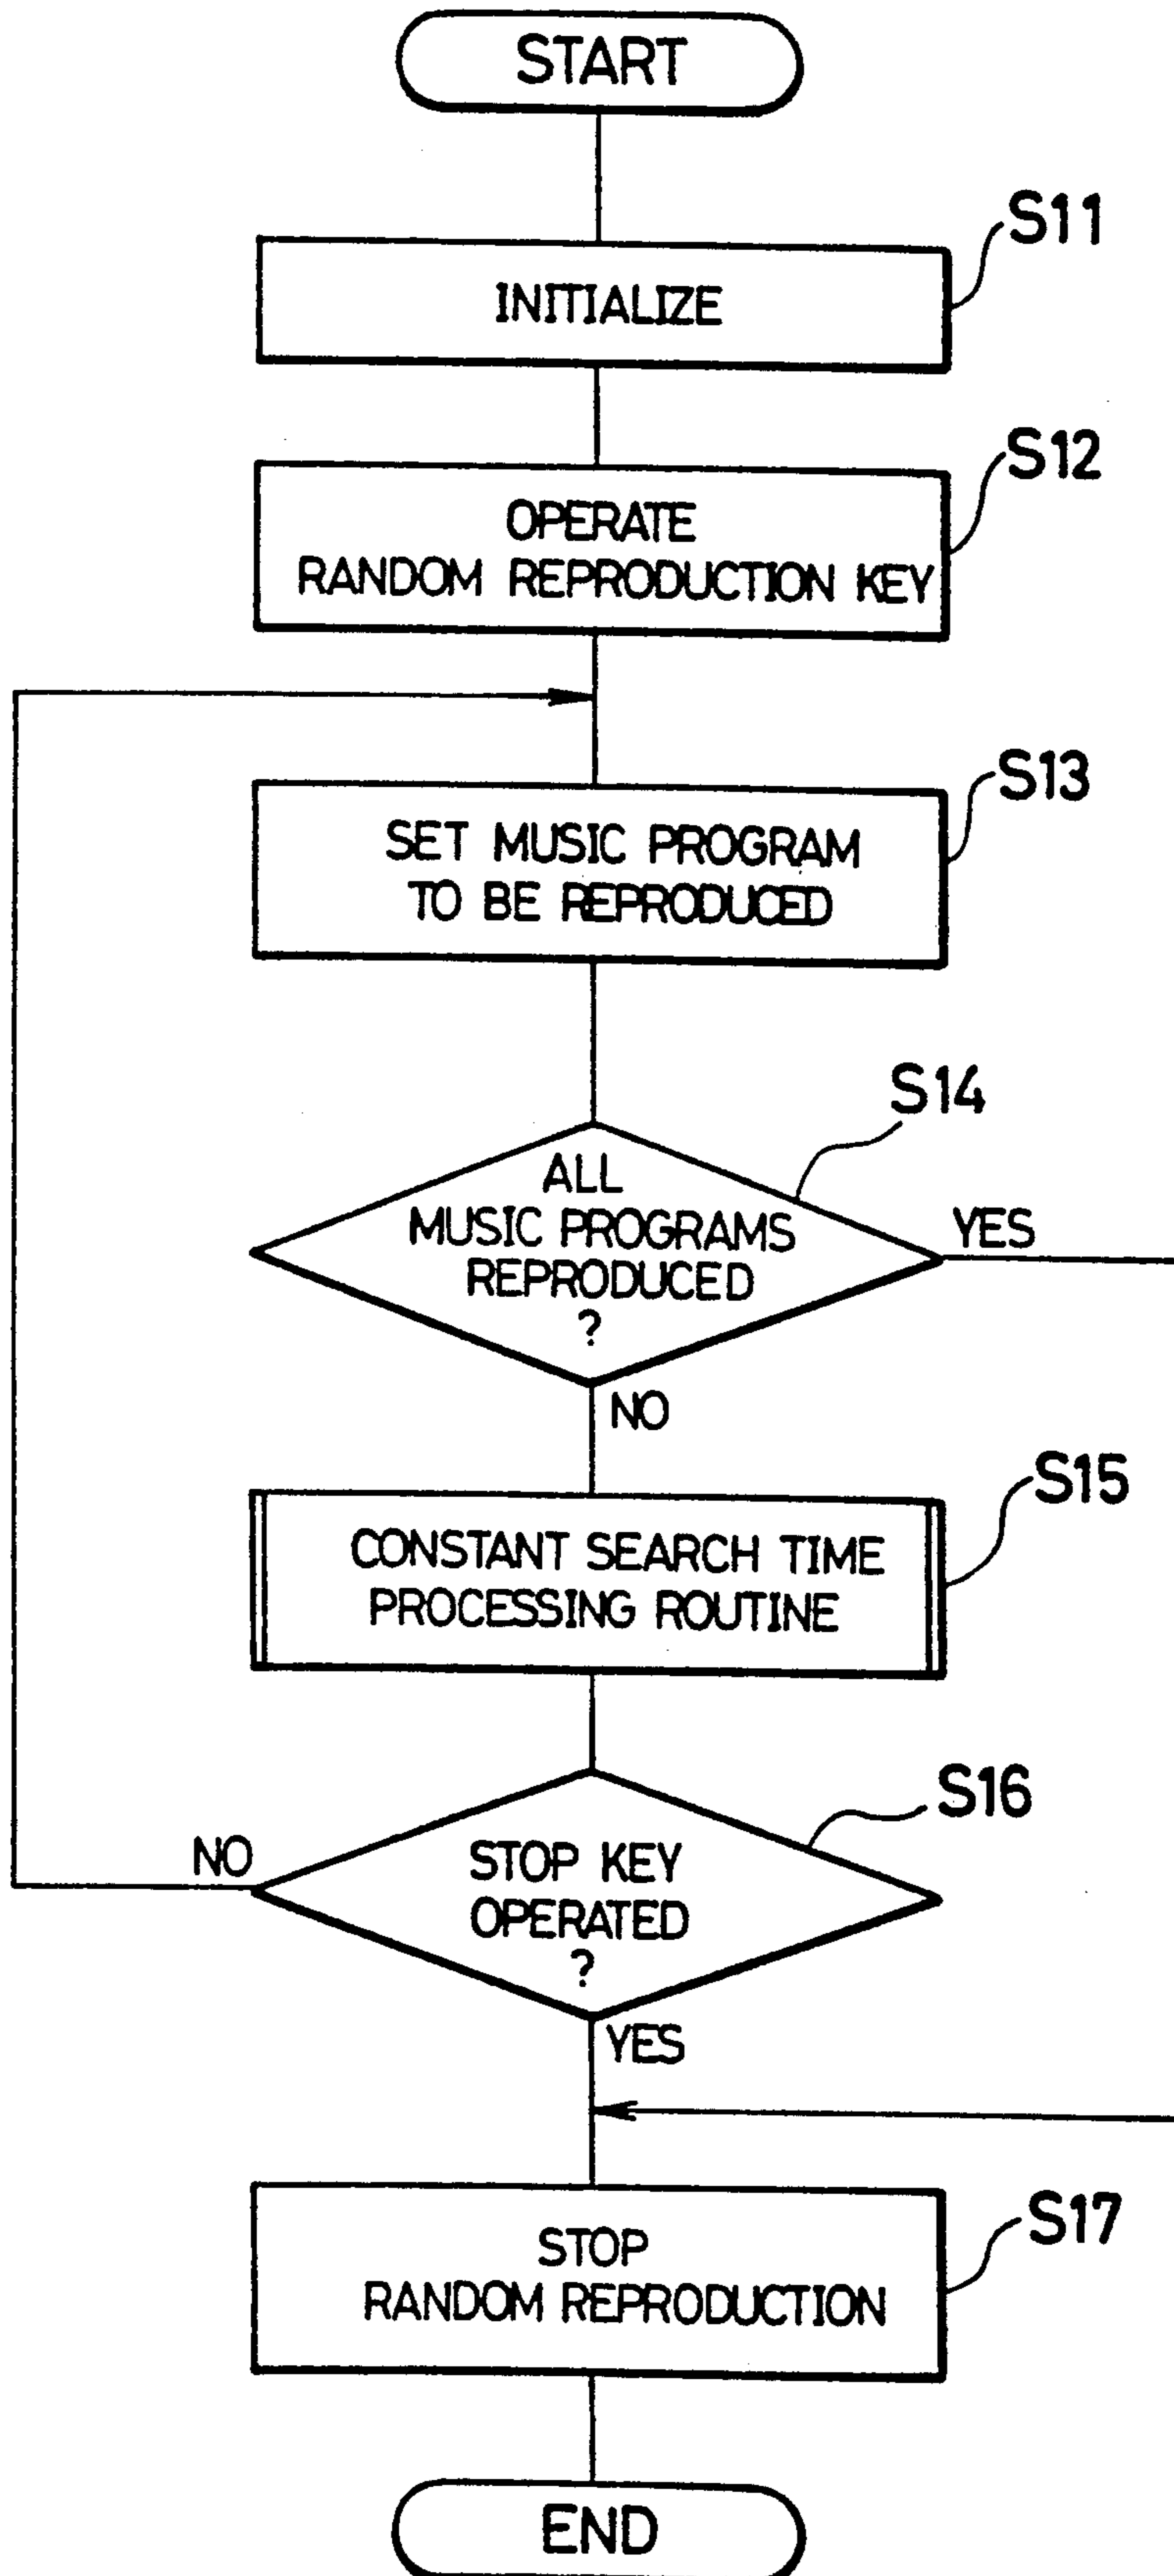 START
S11
INITIALIZE
S12
OPERATE
RANDOM REPRODUCTION KEY
S13
SET MUSIC PROGRAM
TO BE REPRODUCED
S14
ALL
MUSIC PROGRAMS
REPRODUCED
?
YES
NO
S15
CONSTANT SEARCH TIME
PROCESSING ROUTINE
S16
NO
STOP KEY
OPERATED
?
YES
S17
STOP
RANDOM REPRODUCTION
END